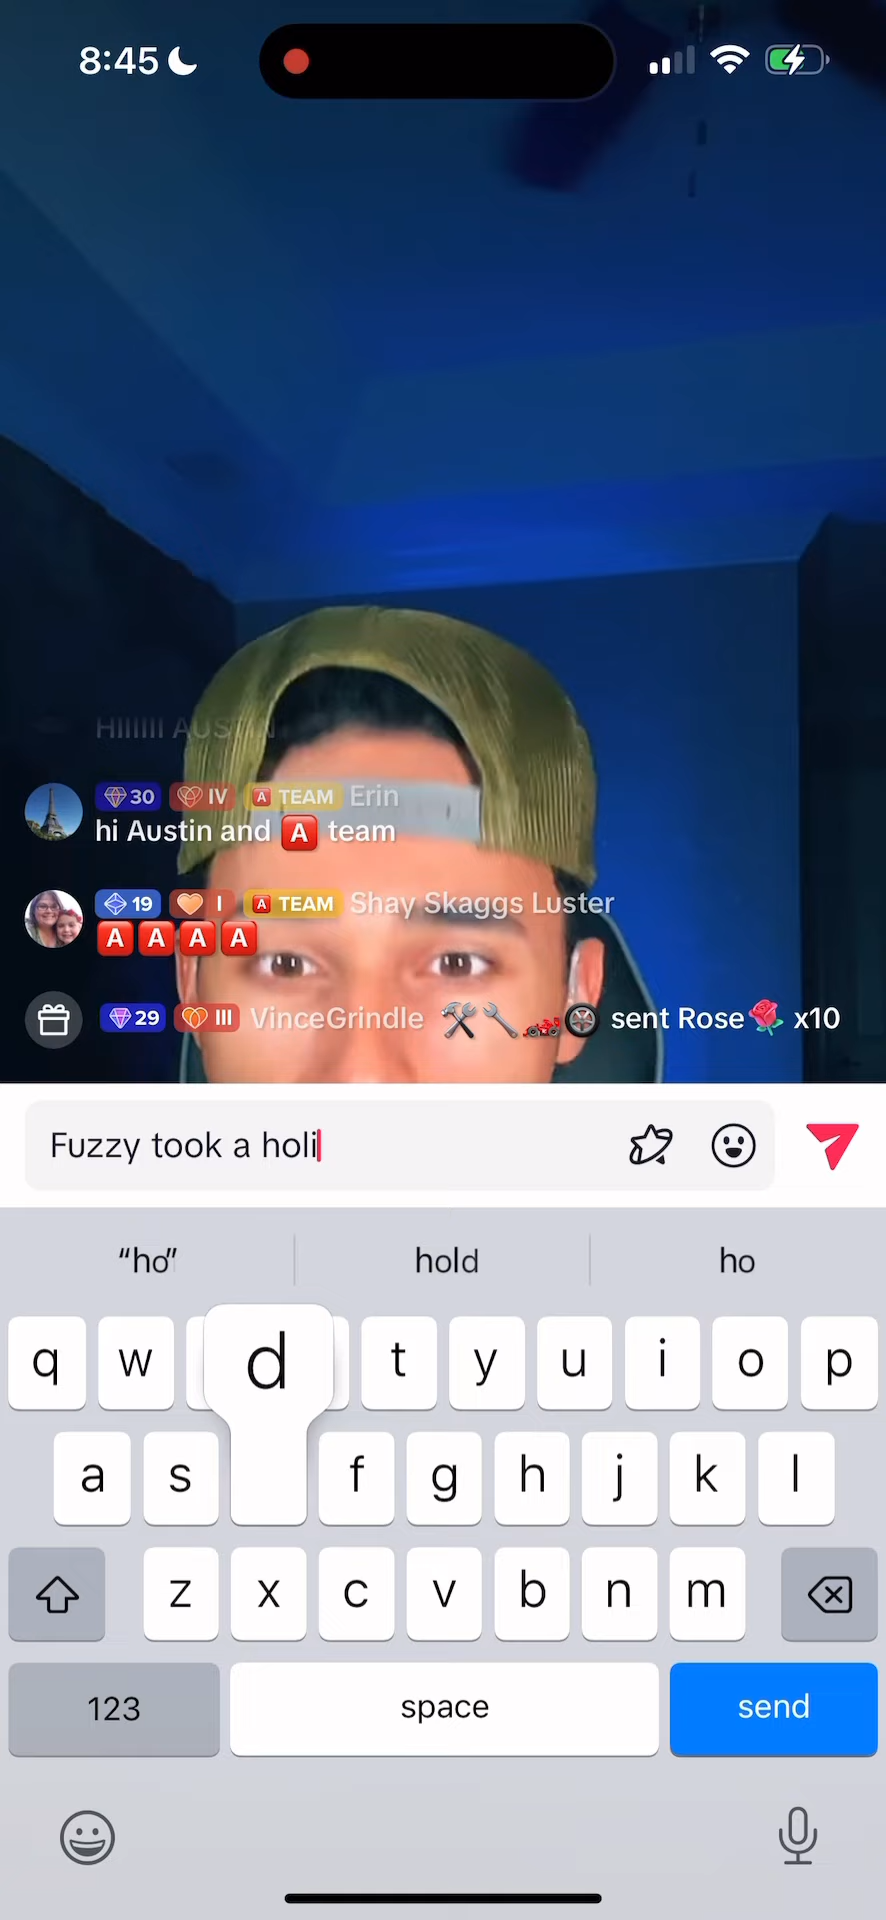 8:45
HIIIIII AUSTIN
30 IV A TEAM Erin
hi Austin and A team
19 I A TEAM Shay Skaggs Luster
A A A A
29 III VinceGrindle sent Rose x10
Fuzzy took a holi
“ho” hold ho
q w d t y u i o p
a s f g h j k l
z x c v b n m
123 space send